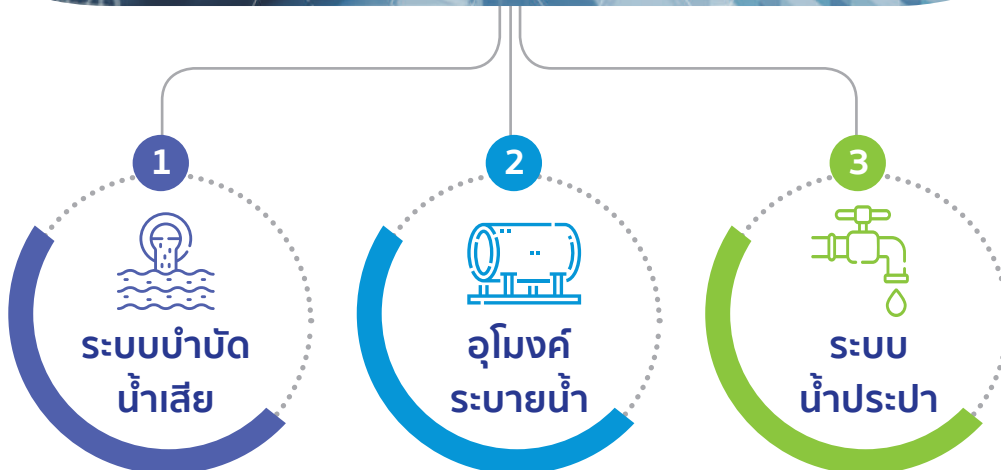 1
ระบบบำบัด
น้ำเสีย
2
อุโมงค์
ระบายน้ำ
3
ระบบ
น้ำประปา